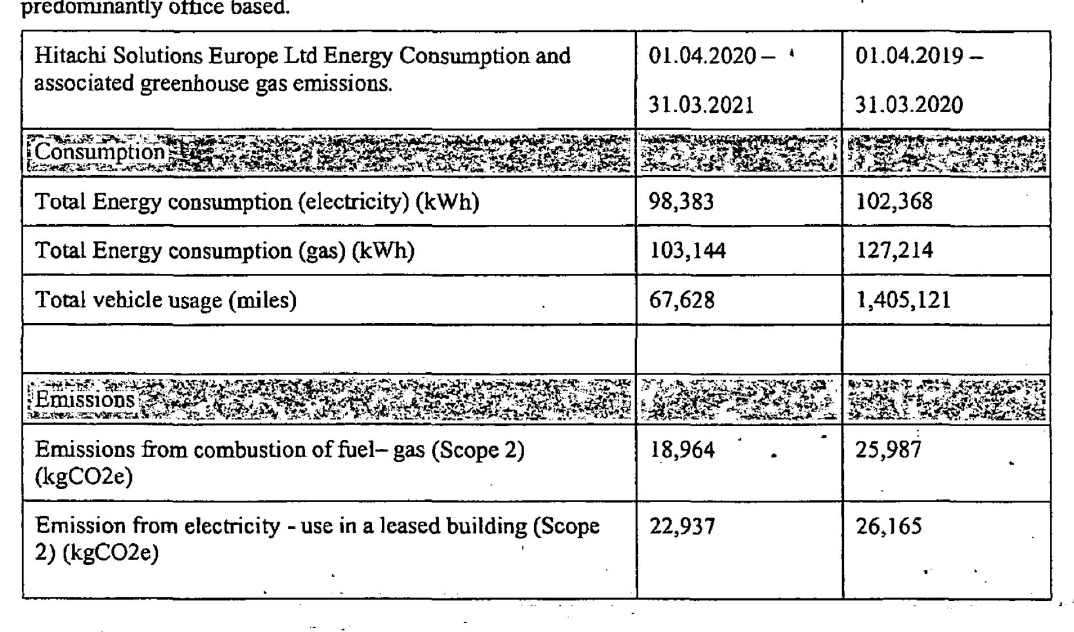 predominantly office based.
Hitachi Solutions Europe Ltd Energy Consumption and
associated greenhouse gas emissions.
01.04.2020 –
31.03.2021
01.04.2019 –
31.03.2020
Consumption
Total Energy consumption (electricity) (kWh) 98,383 102,368
Total Energy consumption (gas) (kWh) 103,144 127,214
Total vehicle usage (miles) 67,628 1,405,121
Emissions
Emissions from combustion of fuel– gas (Scope 2)
(kgCO2e)
18,964 25,987
Emission from electricity - use in a leased building (Scope
2) (kgCO2e)
22,937 26,165